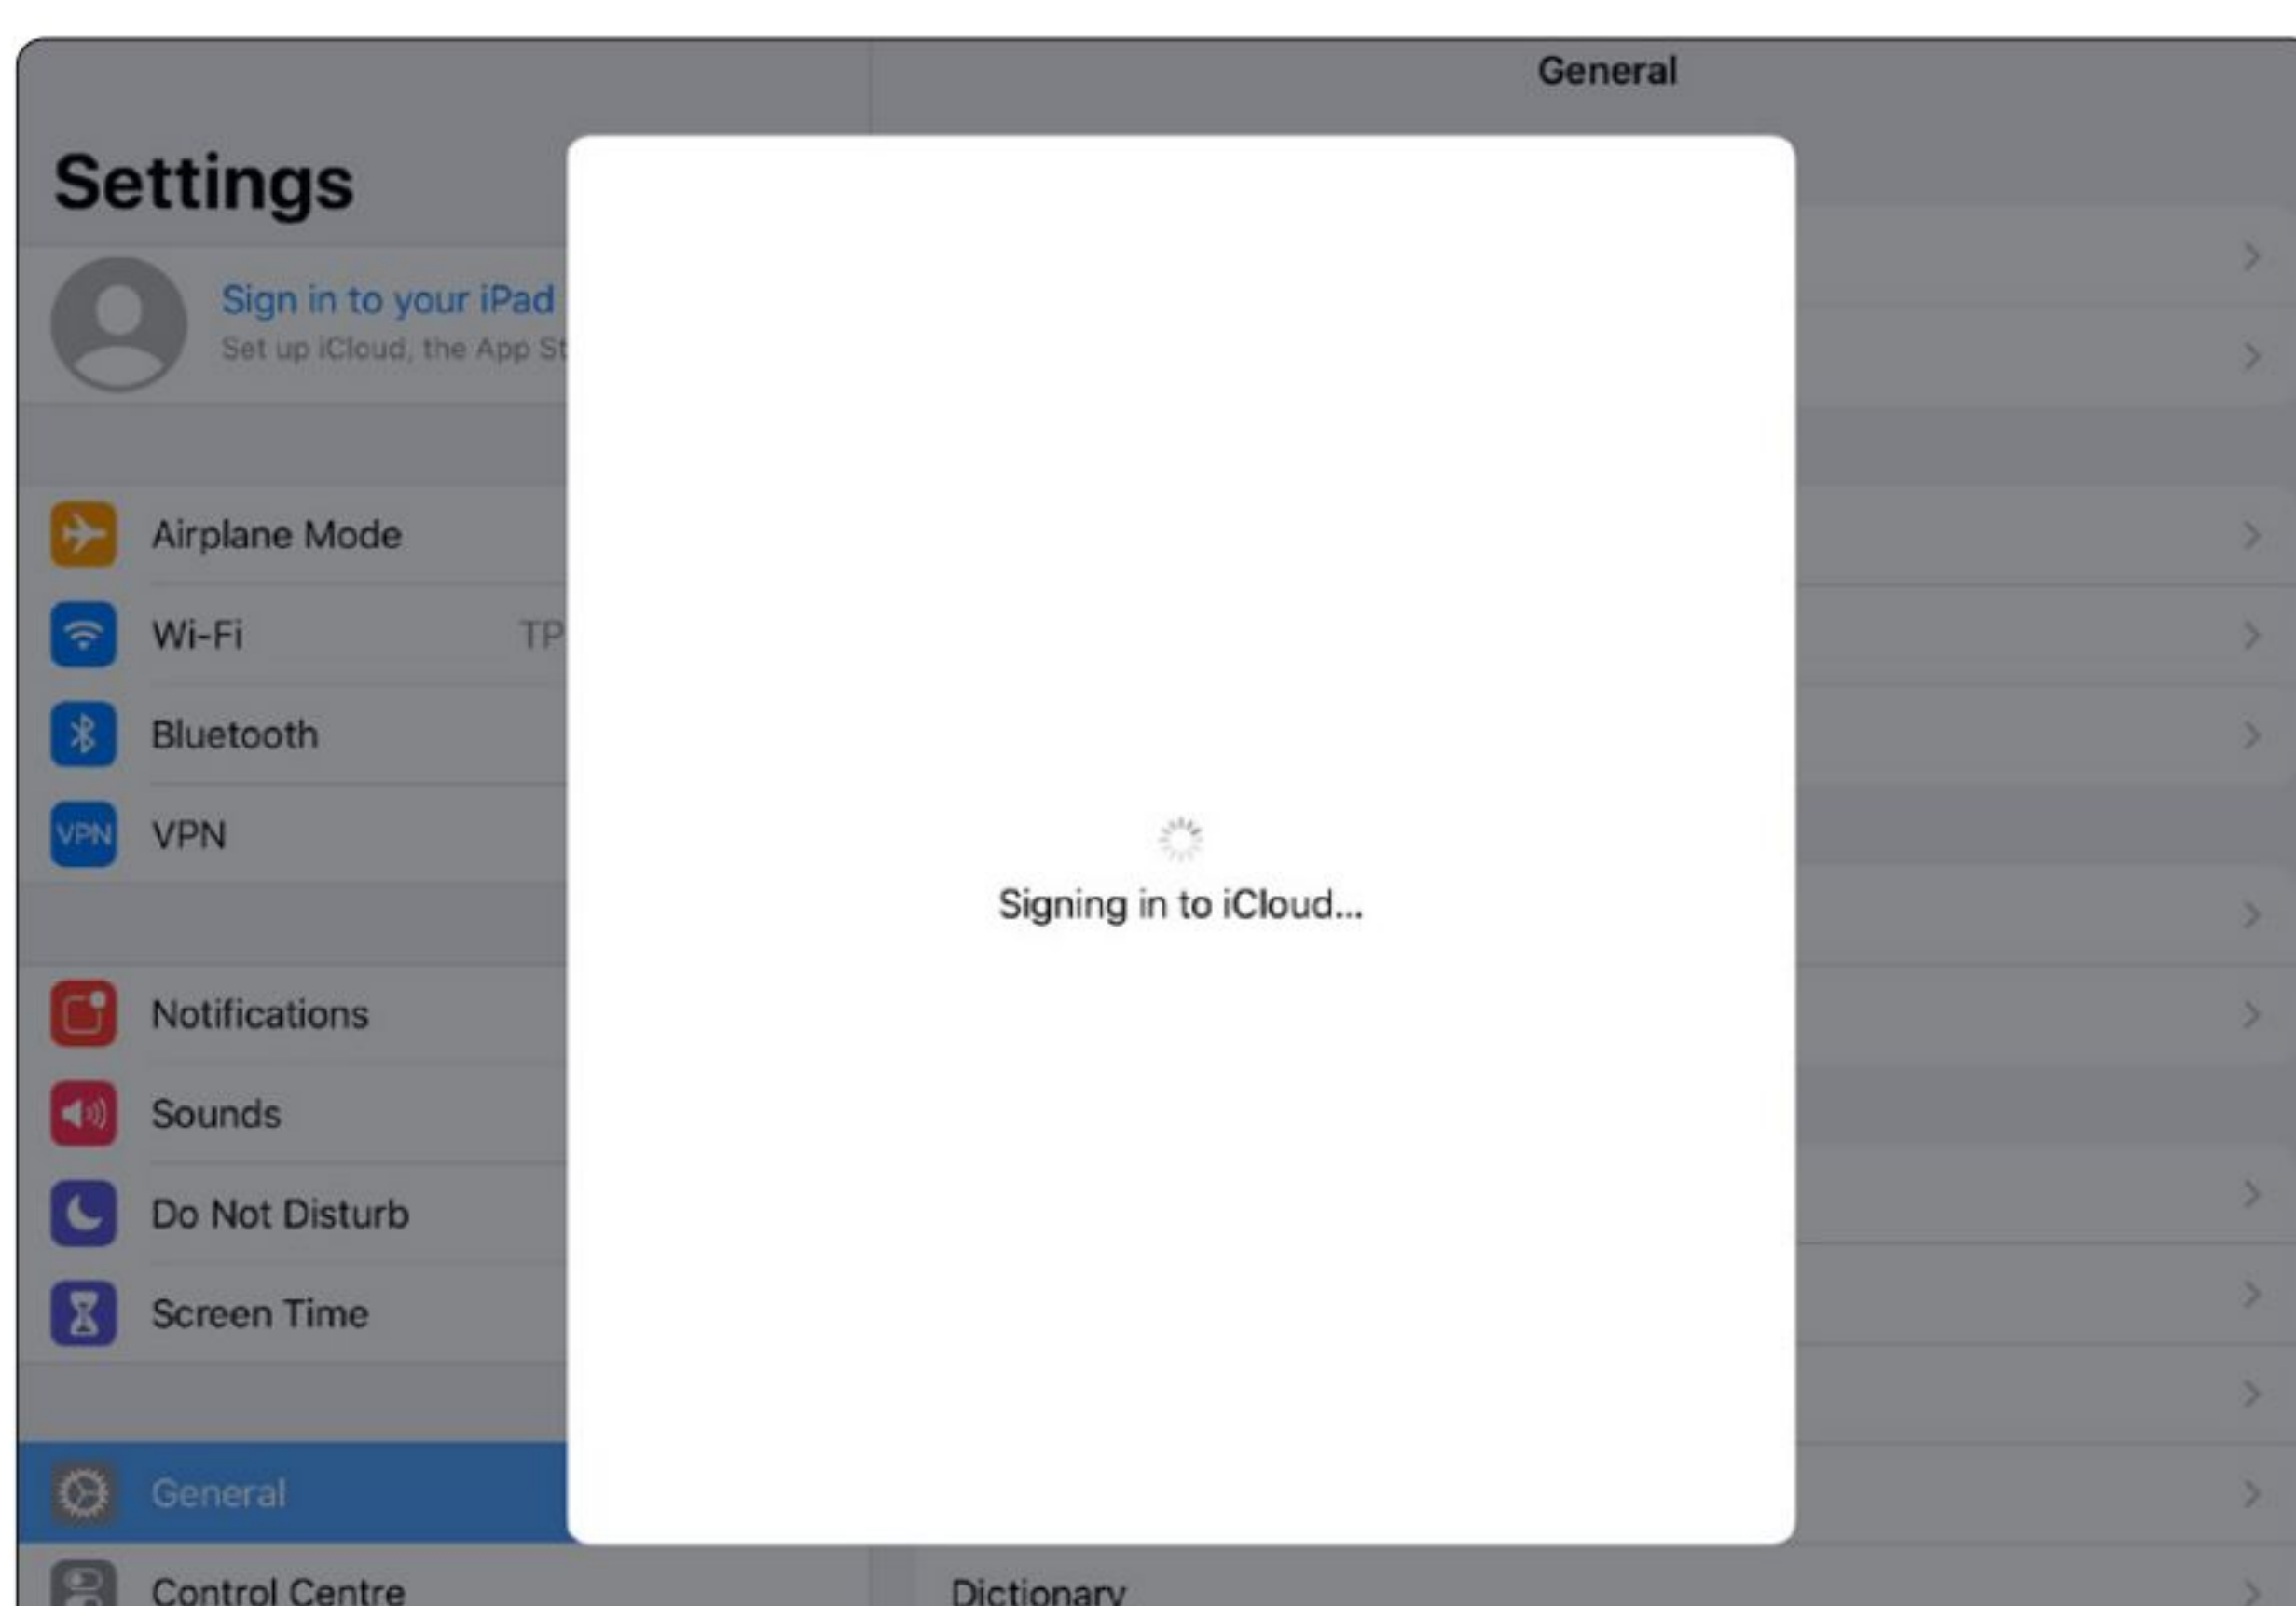 General
Settings
Sign in to your iPad
Set up iCloud, the App St
Airplane Mode
Wi-Fi TP
Bluetooth
VPN VPN
Signing in to iCloud...
Notifications
Sounds
Do Not Disturb
Screen Time
General
Control Centre
Dictionary